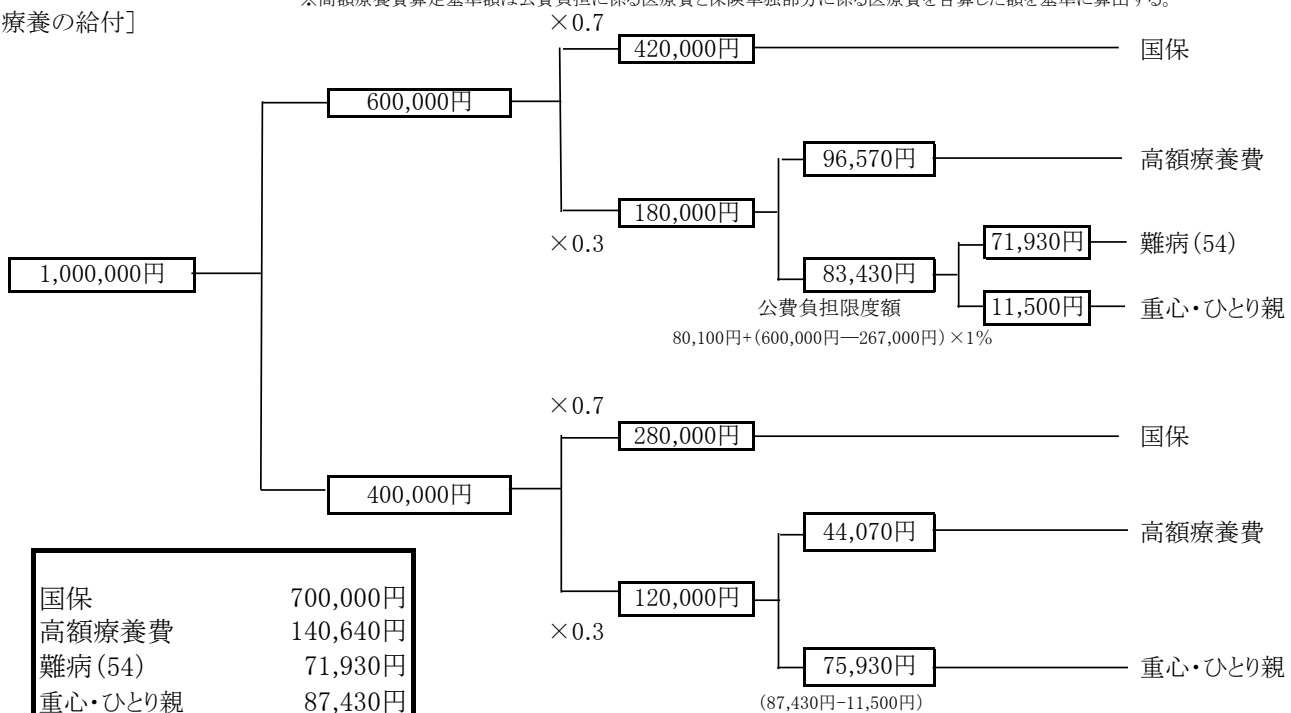 ※高額療養費算定基準額は公費負担に係る医療費と保険単独部分に係る医療費を合算した額を基準に算出する。
療養の給付]
×0.7
420,000円
国保
600,000円
96,570円
高額療養費
180,000円
×0.3
71,930円
難病(54)
1,000,000円
83,430円
公費負担限度額
11,500円
重心・ひとり親
80,100円+(600,000円―267,000円)×1%
×0.7
280,000円
国保
400,000円
44,070円
高額療養費
120,000円
×0.3
75,930円
重心・ひとり親
(87,430円-11,500円)
国保 700,000円
高額療養費 140,640円
難病(54) 71,930円
重心・ひとり親 87,430円